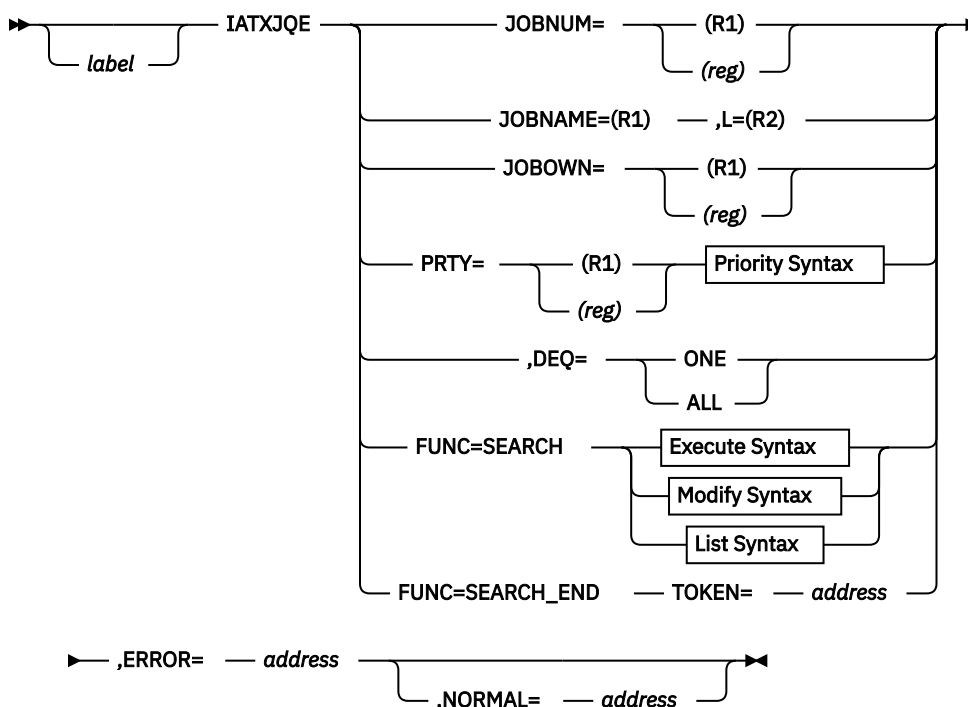 IATXJQE JOBNUM= (R1)
label (reg)
JOBNAME=(R1) ,L=(R2)
JOBOWN= (R1)
(reg)
PRTY= (R1) Priority Syntax
(reg)
,DEQ= ONE
ALL
FUNC=SEARCH Execute Syntax
Modify Syntax
List Syntax
FUNC=SEARCH_END TOKEN= address
,ERROR= address
,NORMAL= address